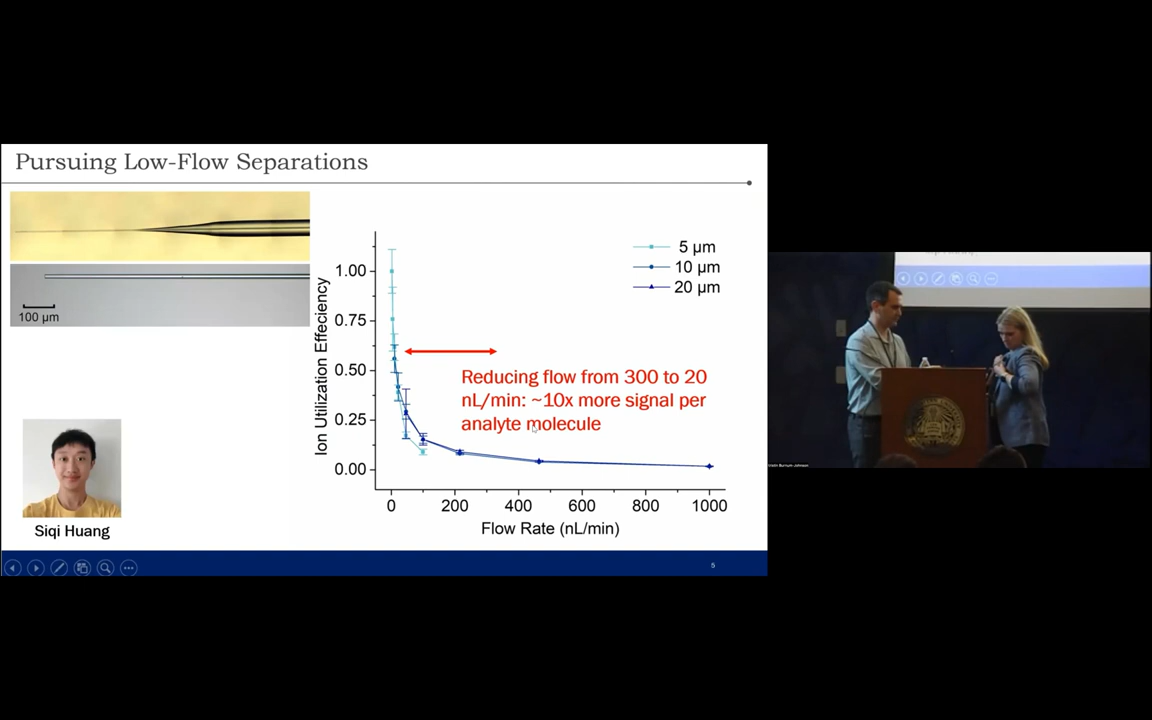 Pursuing Low-Flow Separations
100 µm
Siqi Huang
Ion Utilization Effeciency
1.00
0.75
0.50
0.25
0.00
0
200
400
600
800
1000
Flow Rate (nL/min)
5 µm
10 µm
20 µm
Reducing flow from 300 to 20
nL/min: ~10x more signal per
analyte molecule
5